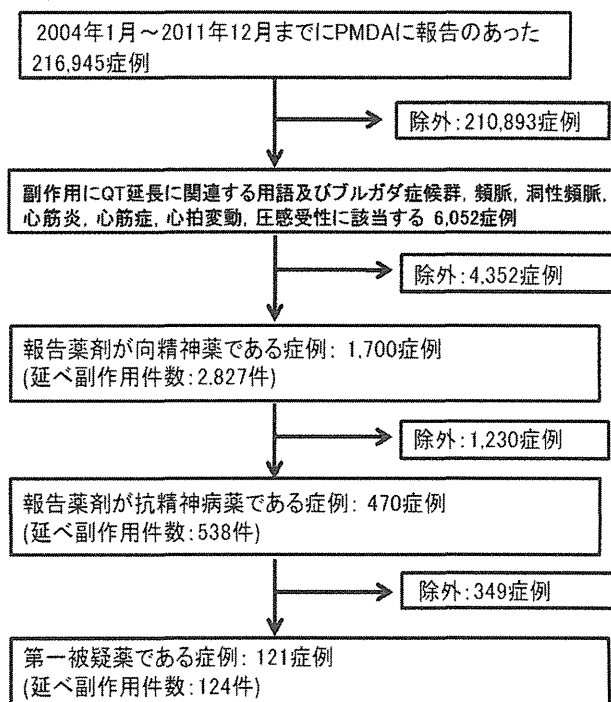 2004年1月～2011年12月までにPMDAに報告のあった
216,945症例
除外:210,893症例
副作用にQT延長に関連する用語及びブルガダ症候群, 頻脈, 洞性頻脈,
心筋炎, 心筋症, 心拍変動, 圧感受性に該当する 6,052症例
除外:4,352症例
報告薬剤が向精神薬である症例: 1,700症例
(延べ副作用件数:2,827件)
除外:1,230症例
報告薬剤が抗精神病薬である症例: 470症例
(延べ副作用件数:538件)
除外:349症例
第一被疑薬である症例: 121症例
(延べ副作用件数:124件)